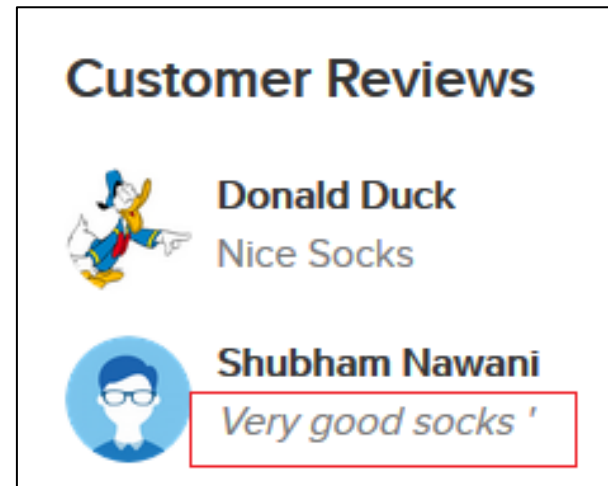 Customer Reviews
Donald Duck
Nice Socks
Shubham Nawani
Very good socks '